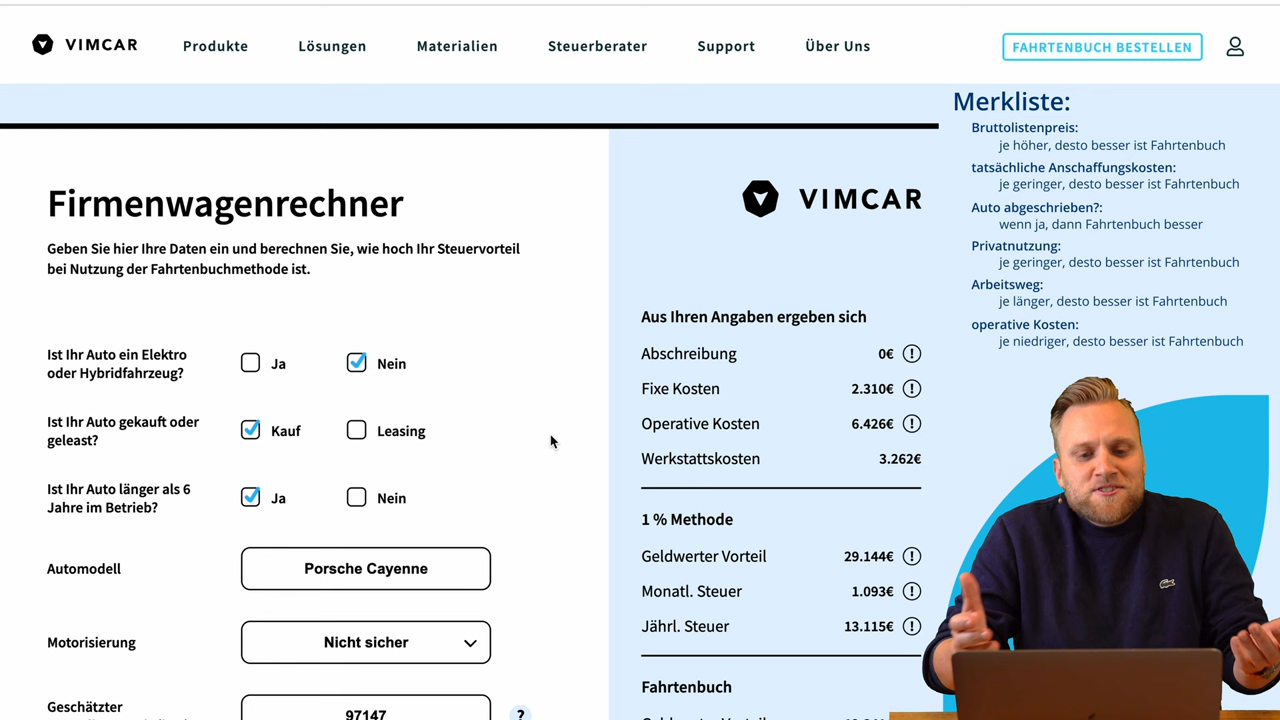 VIMCAR
Produkte
Lösungen
Materialien
Steuerberater
Support
Über Uns
FAHRTENBUCH BESTELLEN
Firmenwagenrechner
Geben Sie hier Ihre Daten ein und berechnen Sie, wie hoch Ihr Steuervorteil
bei Nutzung der Fahrtenbuchmethode ist.
Ist Ihr Auto ein Elektro
oder Hybridfahrzeug?
Ja
Nein
Ist Ihr Auto gekauft oder
geleast?
Kauf
Leasing
Ist Ihr Auto länger als 6
Jahre im Betrieb?
Ja
Nein
Automodell
Porsche Cayenne
Motorisierung
Nicht sicher
Geschätzter
97147
?
VIMCAR
Aus Ihren Angaben ergeben sich
Abschreibung 0€ !
Fixe Kosten 2.310€ !
Operative Kosten 6.426€ !
Werkstattskosten 3.262€
1 % Methode
Geldwerter Vorteil 29.144€ !
Monatl. Steuer 1.093€ !
Jährl. Steuer 13.115€ !
Fahrtenbuch
Merkliste:
Bruttolistenpreis:
je höher, desto besser ist Fahrtenbuch
tatsächliche Anschaffungskosten:
je geringer, desto besser ist Fahrtenbuch
Auto abgeschrieben?:
wenn ja, dann Fahrtenbuch besser
Privatnutzung:
je geringer, desto besser ist Fahrtenbuch
Arbeitsweg:
je länger, desto besser ist Fahrtenbuch
operative Kosten:
je niedriger, desto besser ist Fahrtenbuch